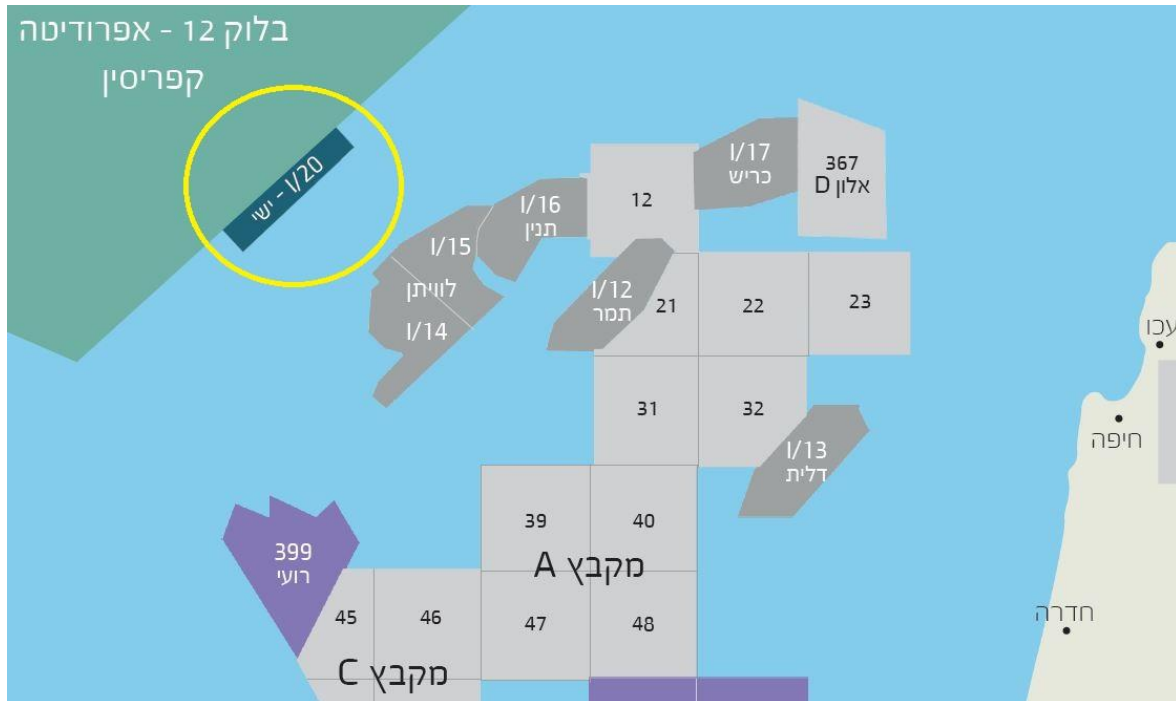 בלוק 12 - אפרודיטה
קפריסין
I/20 - ישי
I/17
כריש
367
אלון D
I/16
תנין
12
I/15
לוויתן
I/14
I/12
תמר
21
22
23
עכו
31
32
חיפה
I/13
דלית
39
40
399
רועי
מקבץ A
45
46
47
48
חדרה
מקבץ C